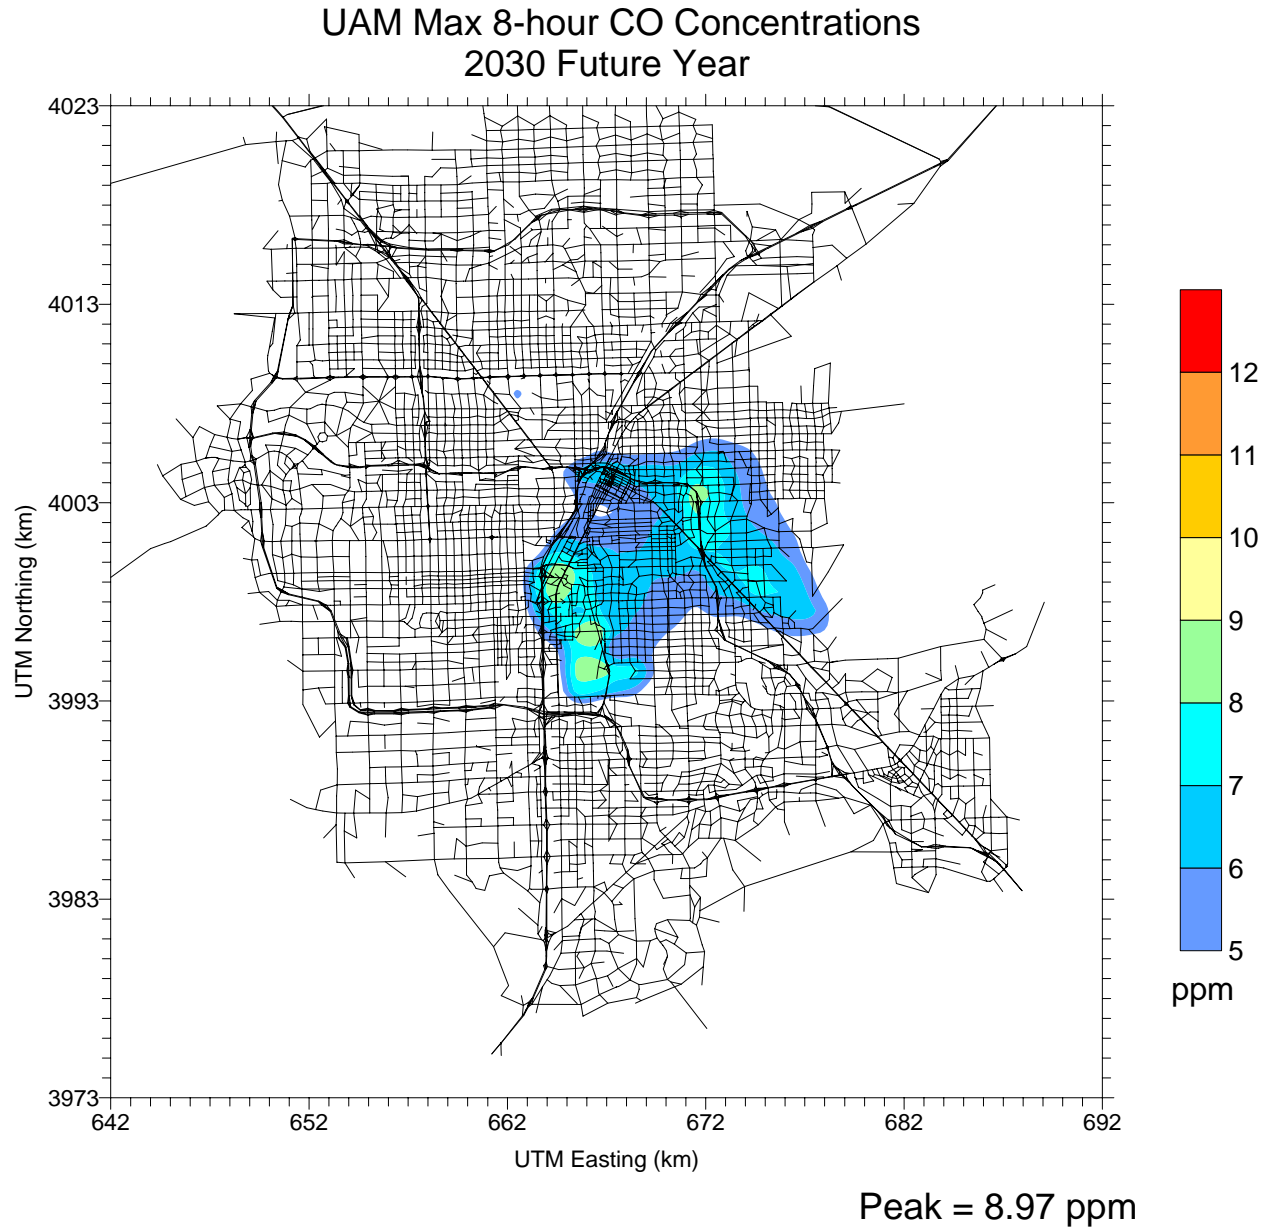 UAM Max 8-hour CO Concentrations
2030 Future Year
4023
4013
4003
3993
3983
3973
UTM Northing (km)
642 652 662 672 682 692
UTM Easting (km)
12
11
10
9
8
7
6
5
ppm
Peak = 8.97 ppm